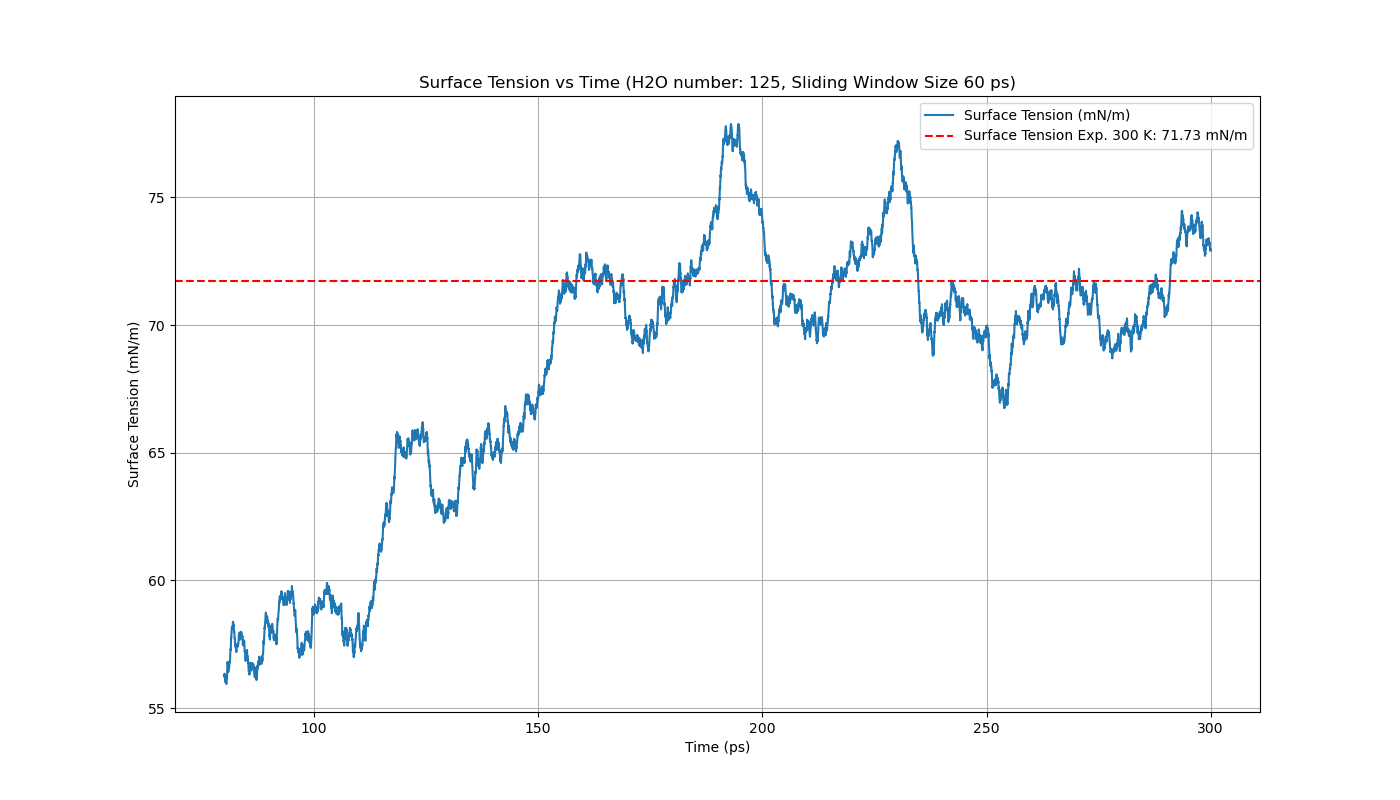 Surface Tension vs Time (H2O number: 125, Sliding Window Size 60 ps)
Surface Tension (mN/m)
Surface Tension Exp. 300 K: 71.73 mN/m
Surface Tension (mN/m)
75
70
65
60
55
100
150
200
250
300
Time (ps)